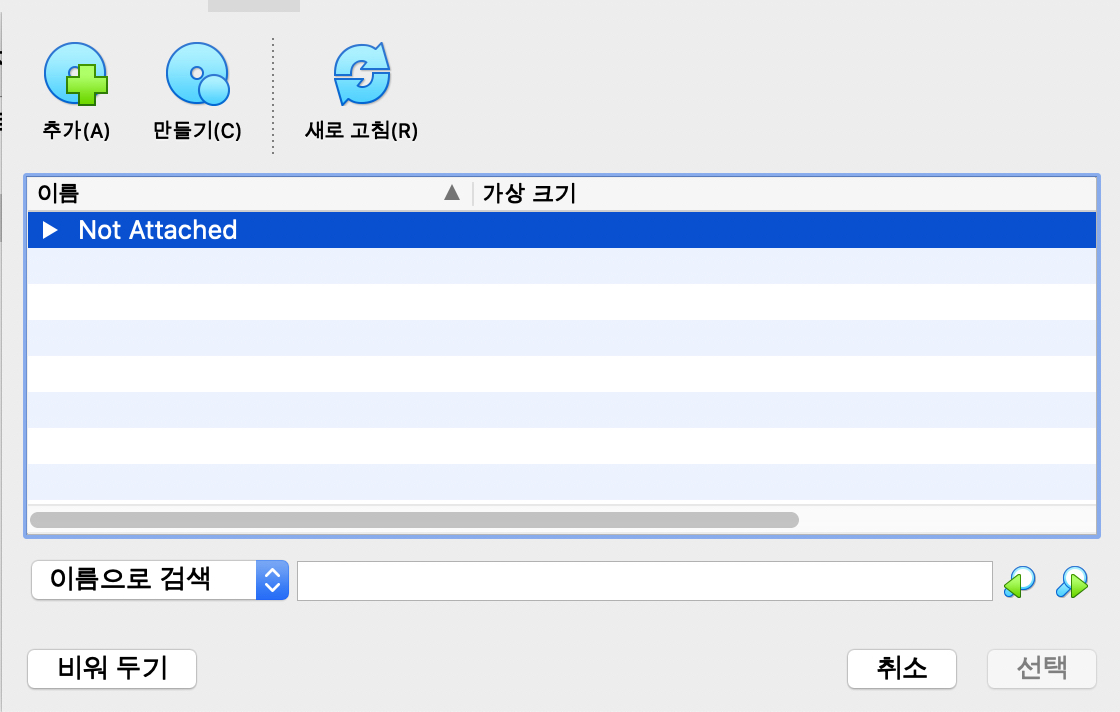 추가(A) 만들기(C) 새로 고침(R)
이름 가상 크기
Not Attached
이름으로 검색
비워 두기 취소 선택